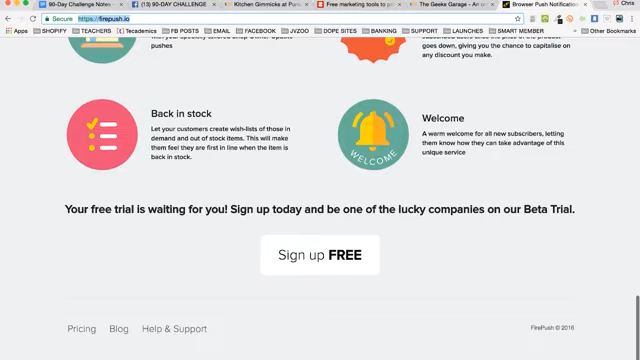 90-Day Challenge Notes
(13) 90-DAY CHALLENGE
Kitchen Gimmicks at Pur
Free marketing tools to po
The Geeks Garage - An on
Browser Push Notification
Chris
Secure https://firepush.io
Apps SHOPIFY TEACHERS Tecademics FB POSTS EMAIL FACEBOOK JVZOO DOPE SITES BANKING SUPPORT LAUNCHES SMART MEMBER Other Bookmarks
pushes
goes down, giving you the chance to capitalise on
any discount you make.
Back in stock
Let your customers create wish-lists of those in
demand and out of stock items. This will make
them feel they are first in line when the item is
back in stock.
WELCOME
Welcome
A warm welcome for all new subscribers, letting
them know how they can take advantage of this
unique service
Your free trial is waiting for you! Sign up today and be one of the lucky companies on our Beta Trial.
Sign up FREE
Pricing Blog Help & Support
FirePush © 2016